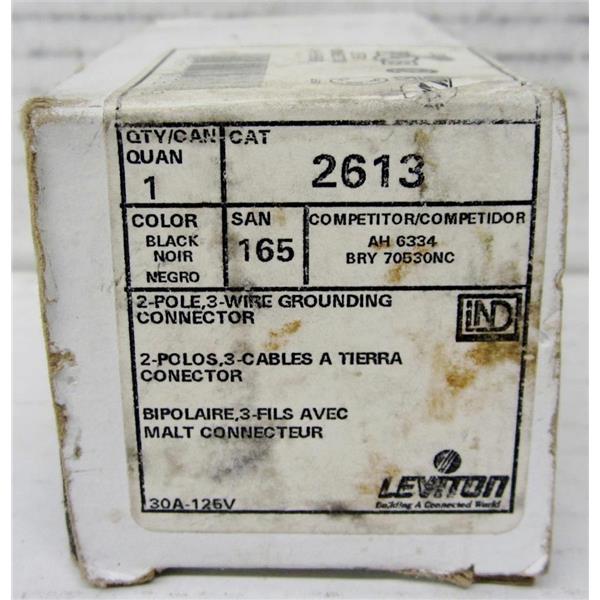 QTY/CAN
QUAN
1
CAT
2613
COLOR
BLACK
NOIR
NEGRO
SAN
165
COMPETITOR/COMPETIDOR
AH 6334
BRY 70530NC
2-POLE,3-WIRE GROUNDING
CONNECTOR
IND
2-POLOS,3-CABLES A TIERRA
CONECTOR
BIPOLAIRE,3-FILS AVEC
MALT CONNECTEUR
LEVITON
Building A Connected World
30A-125V